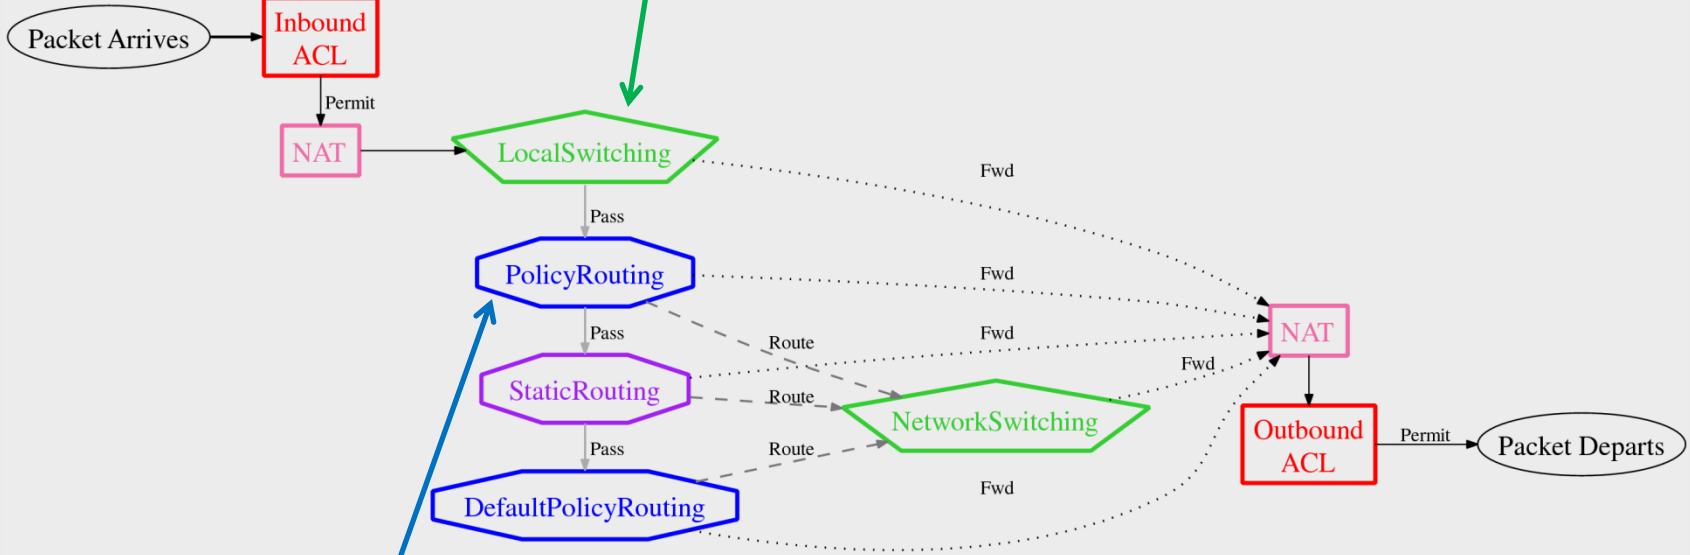 Packet Arrives
Inbound
ACL
Permit
NAT
LocalSwitching
Fwd
Pass
PolicyRouting
Fwd
Pass
Route
Fwd
NAT
StaticRouting
Route
Fwd
NetworkSwitching
Pass
Route
Outbound
ACL
Permit
Packet Departs
DefaultPolicyRouting
Fwd